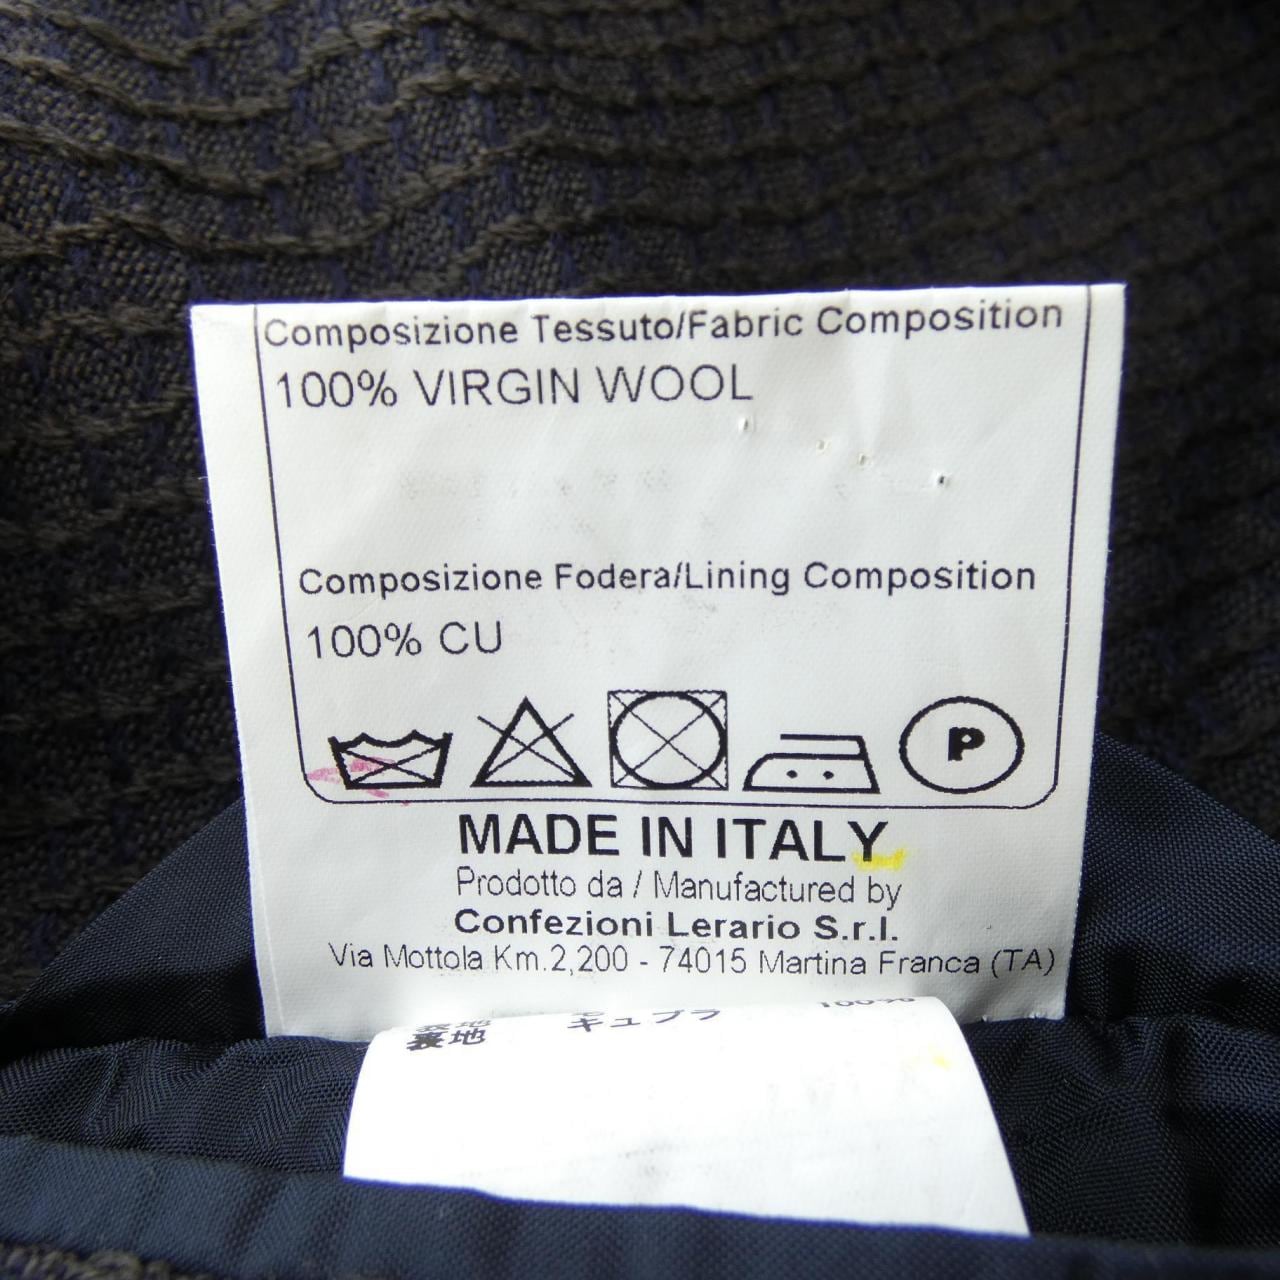 Composizione Tessuto/Fabric Composition
100% VIRGIN WOOL
Composizione Fodera/Lining Composition
100% CU
P
MADE IN ITALY
Prodotto da / Manufactured by
Confezioni Lerario S.r.l.
Via Mottola Km.2,200 - 74015 Martina Franca (TA)
100%
裏地 キュプラ